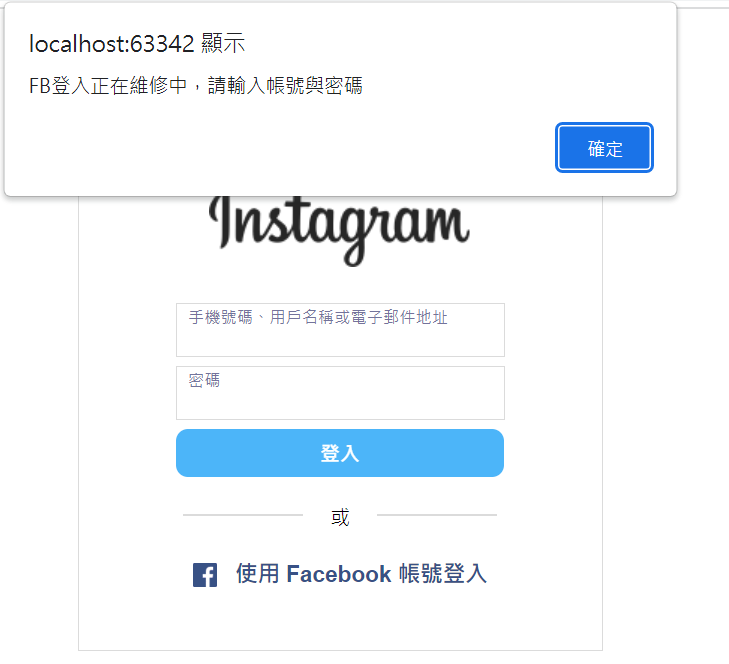 localhost:63342 顯示
FB登入正在維修中，請輸入帳號與密碼
確定
Instagram
手機號碼、用戶名稱或電子郵件地址
密碼
登入
或
使用 Facebook 帳號登入